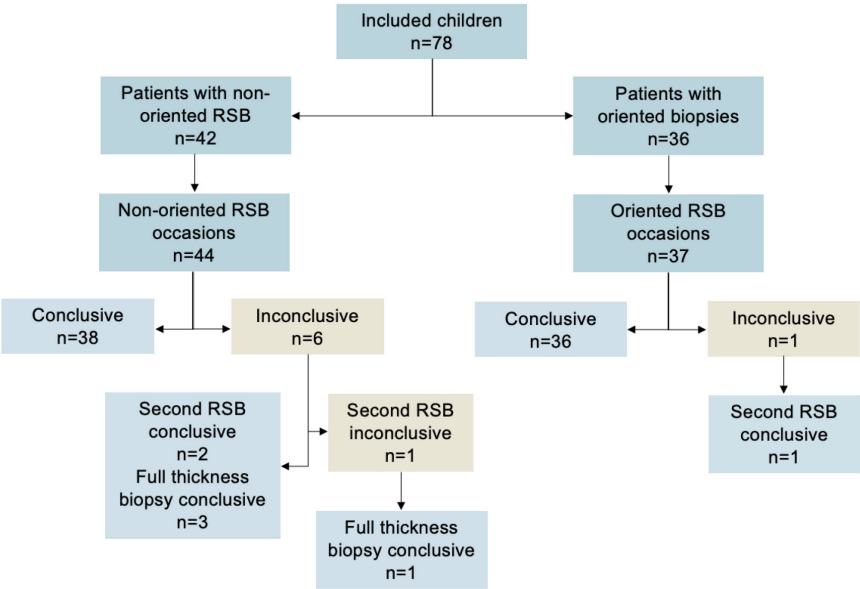 Included children
n=78
Patients with non-
oriented RSB
n=42
Patients with
oriented biopsies
n=36
Non-oriented RSB
occasions
n=44
Oriented RSB
occasions
n=37
Conclusive
n=38
Inconclusive
n=6
Conclusive
n=36
Inconclusive
n=1
Second RSB
conclusive
n=2
Full thickness
biopsy conclusive
n=3
Second RSB
inconclusive
n=1
Second RSB
conclusive
n=1
Full thickness
biopsy conclusive
n=1